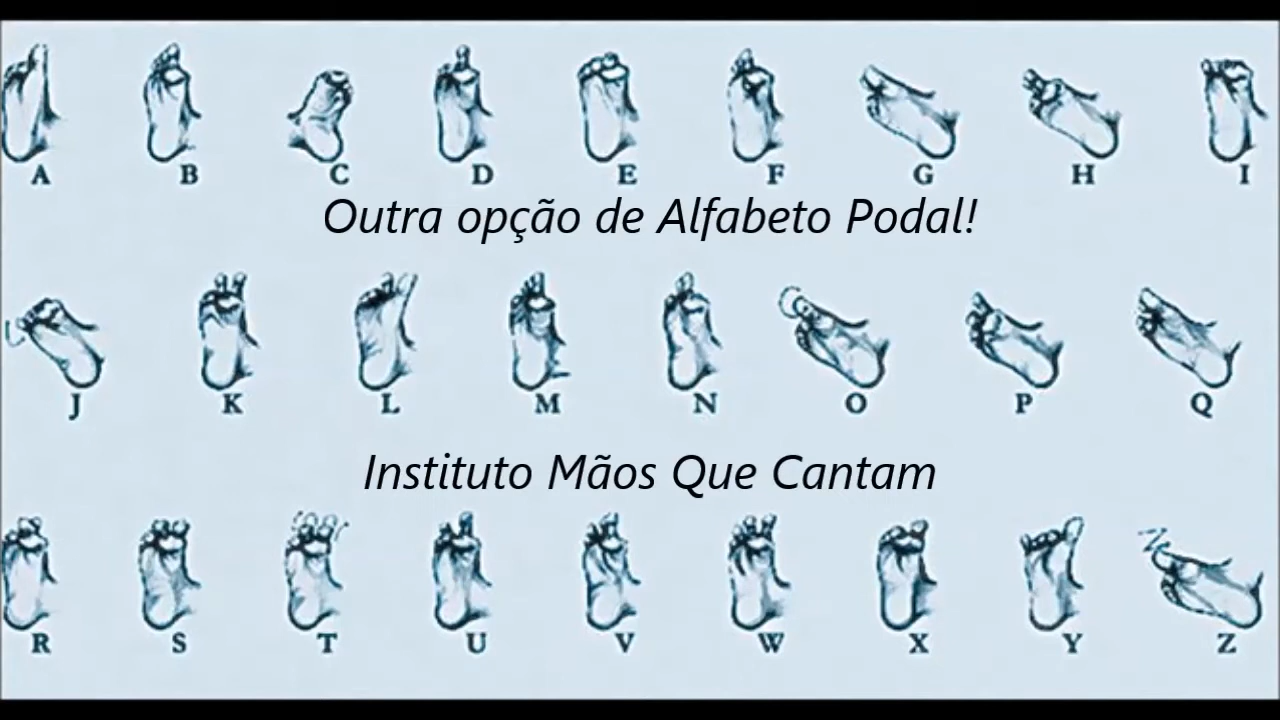 A B C D E F G H I
Outra opção de Alfabeto Podal!
J K L M N O P Q
Instituto Mãos Que Cantam
R S T U V W X Y Z